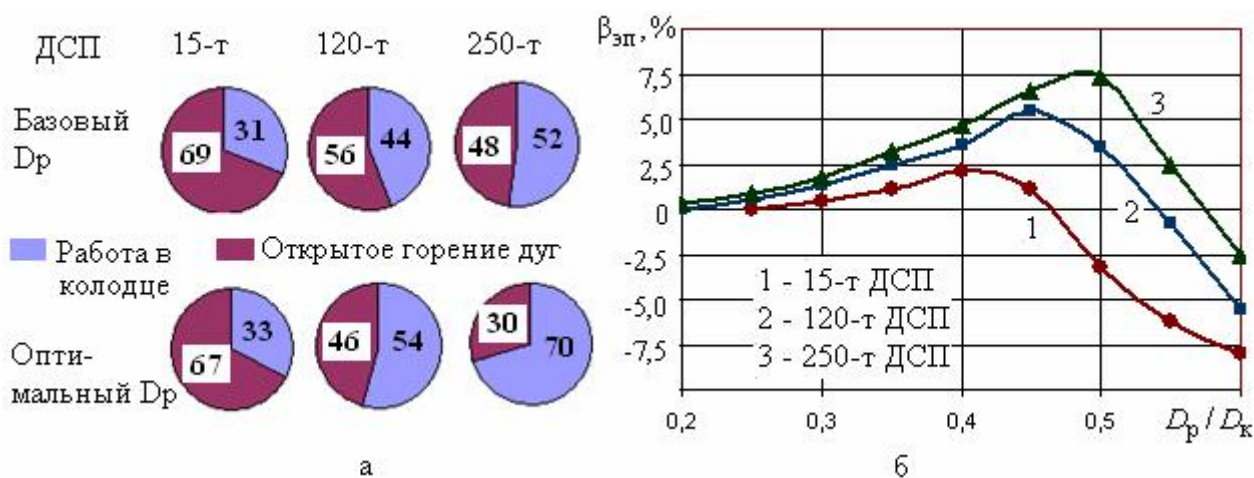 ДСП 15-т 120-т 250-т
Базовый
Dp
31
69
44
56
52
48
Работа в
колодце
Открытое горение дуг
Опти-
мальный Dp
33
67
54
46
70
30
а
βэп, %
7,5
5,0
2,5
0
-2,5
-5,0
-7,5
3
2
1
1 - 15-т ДСП
2 - 120-т ДСП
3 - 250-т ДСП
0,2 0,3 0,4 0,5 Dр / Dк
б